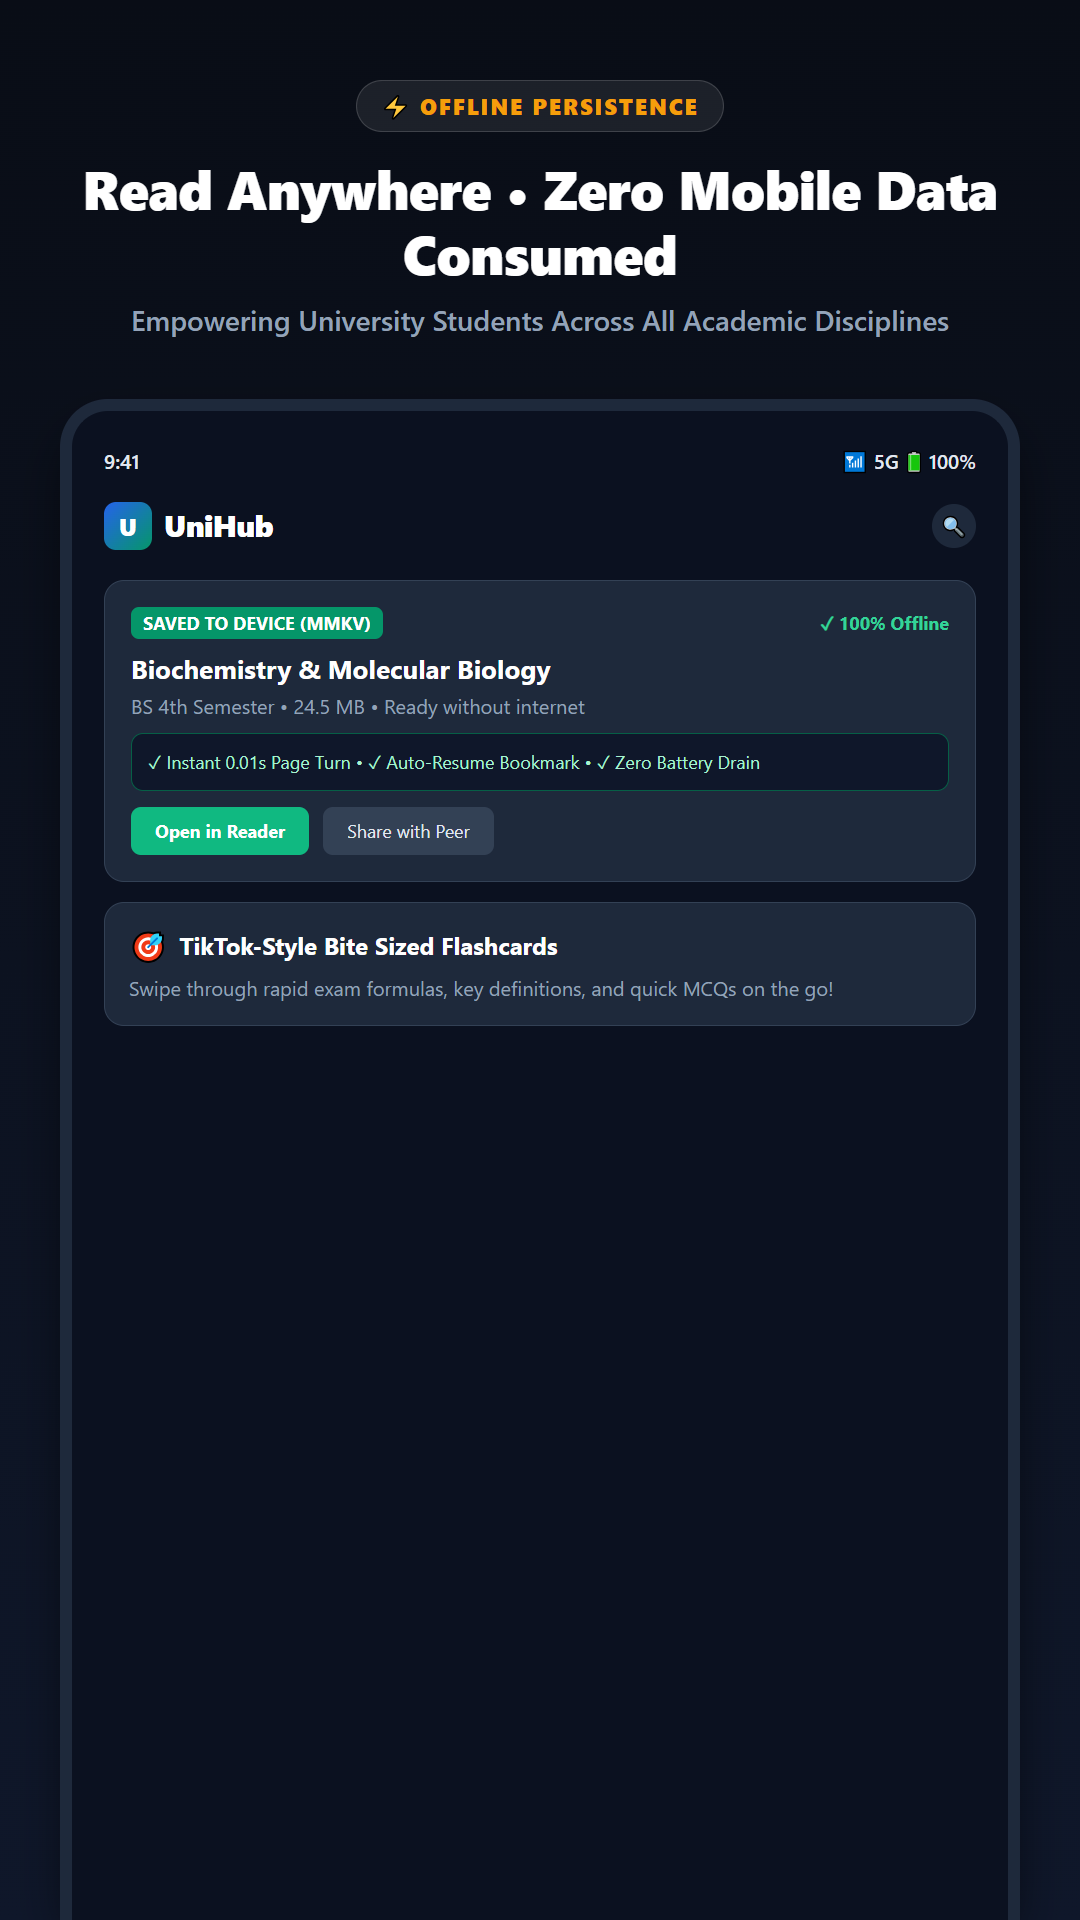 ⚡ OFFLINE PERSISTENCE
Read Anywhere • Zero Mobile Data
Consumed
Empowering University Students Across All Academic Disciplines
9:41 📶 5G 🔋 100%
U UniHub 🔍
SAVED TO DEVICE (MMKV) ✓ 100% Offline
Biochemistry & Molecular Biology
BS 4th Semester • 24.5 MB • Ready without internet
✓ Instant 0.01s Page Turn • ✓ Auto-Resume Bookmark • ✓ Zero Battery Drain
Open in Reader Share with Peer
🎯 TikTok-Style Bite Sized Flashcards
Swipe through rapid exam formulas, key definitions, and quick MCQs on the go!